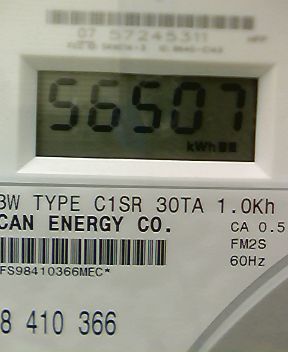 07 57245311
56507
kWh
3W TYPE C1SR 30TA 1.0Kh
CAN ENERGY CO. CA 0.5
FM2S
FS98410366MEC* 60Hz
8 410 366